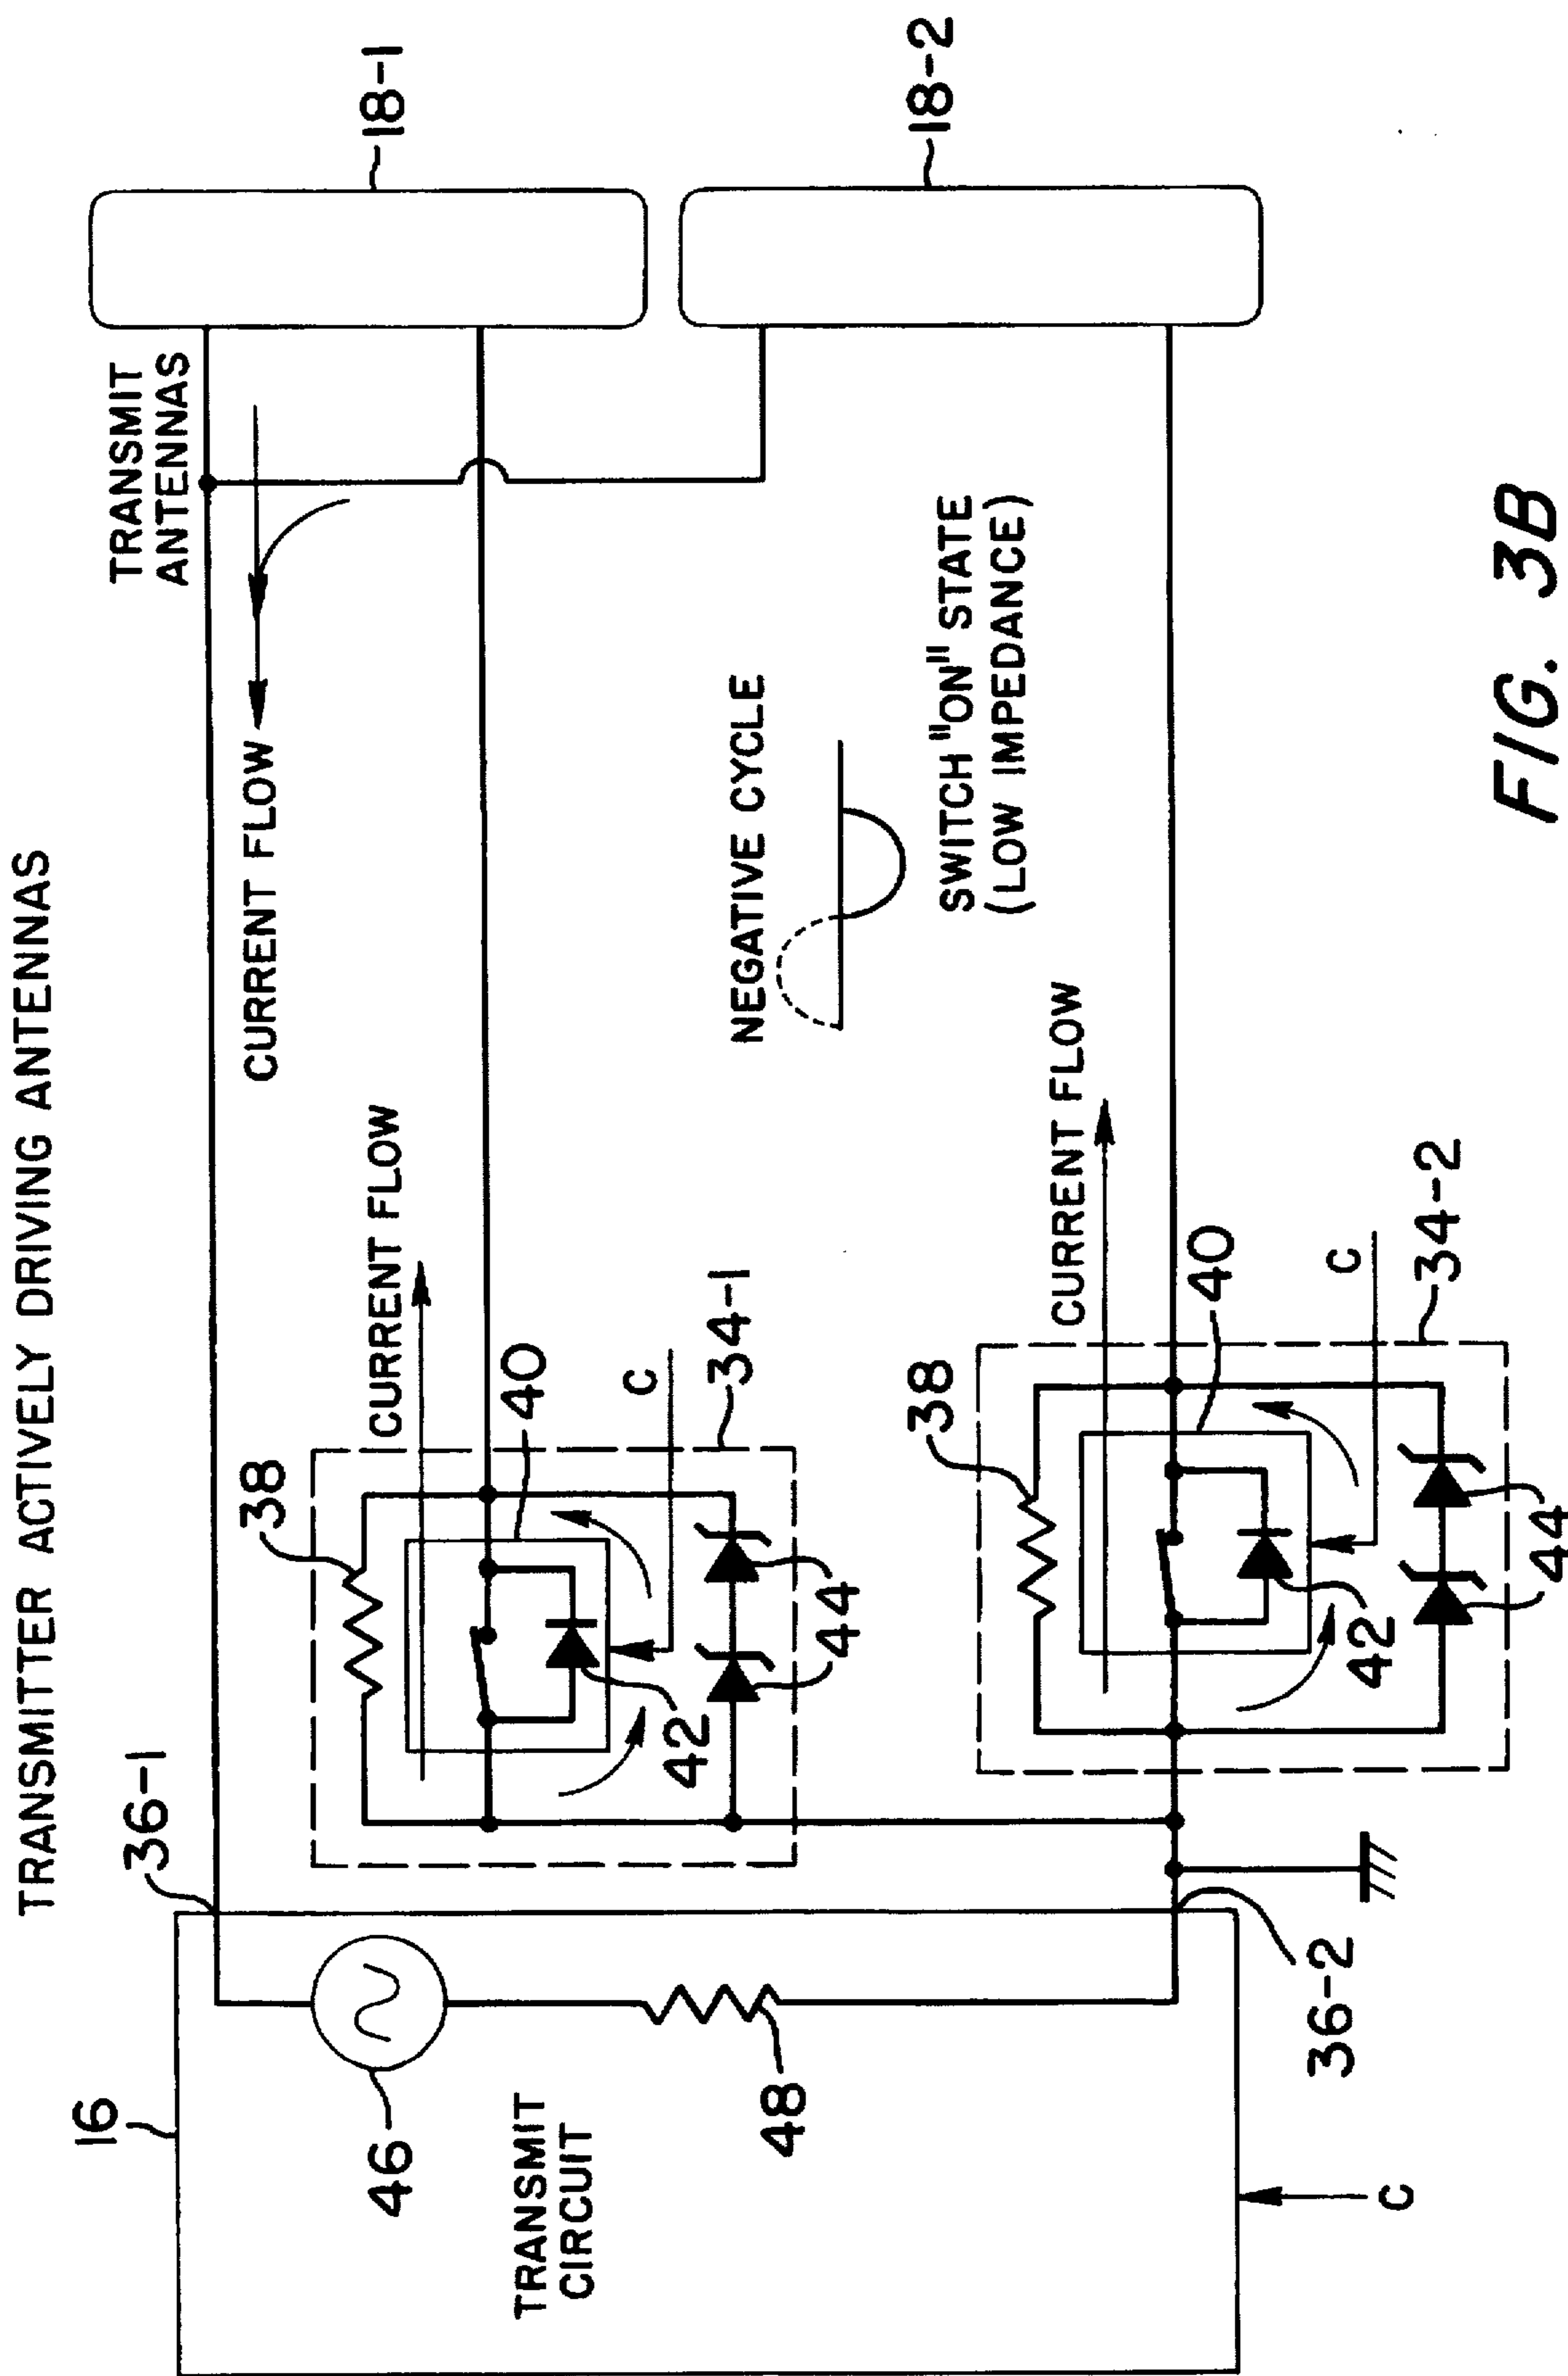 TRANSMITTER ACTIVELY DRIVING ANTENNAS
16
36-1
TRANSMIT
ANTENNAS
18-1
CURRENT FLOW
46
38
CURRENT FLOW
40
TRANSMIT
CIRCUIT
C
42
34-1
44
48
NEGATIVE CYCLE
18-2
SWITCH "ON" STATE
(LOW IMPEDANCE)
38
CURRENT FLOW
40
36-2
C
42
34-2
44
C
FIG. 3B